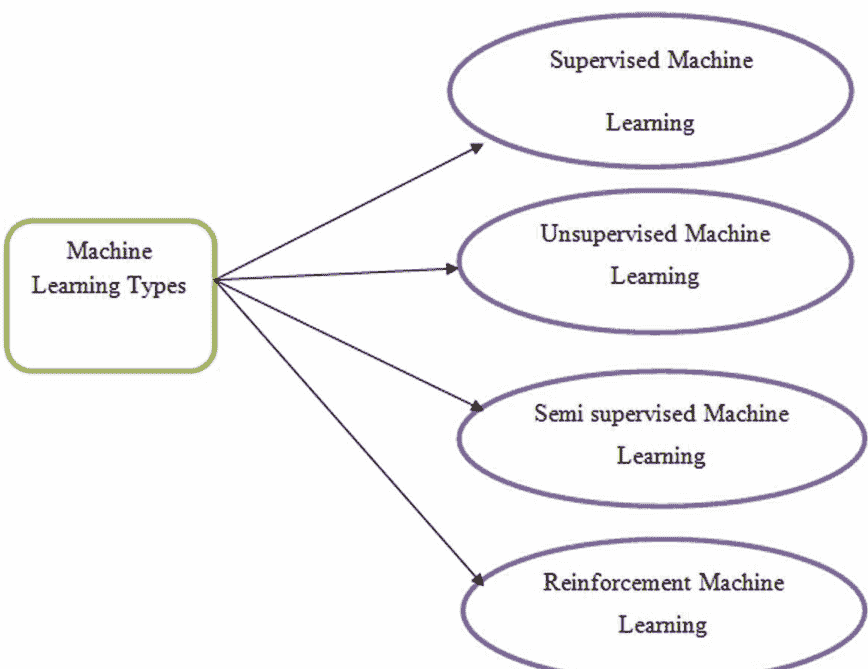 Supervised Machine
Learning
Machine
Learning Types
Unsupervised Machine
Learning
Semi supervised Machine
Learning
Reinforcement Machine
Learning